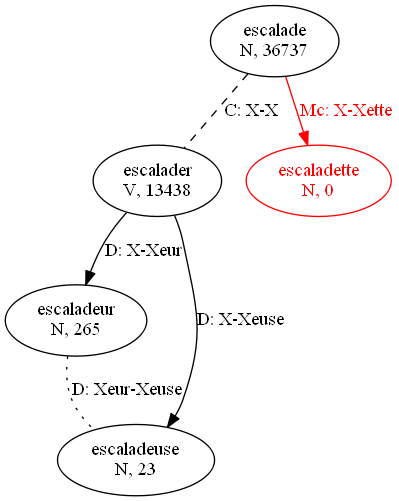 escalade
N, 36737
C: X-X
Mc: X-Xette
escalader
V, 13438
escaladette
N, 0
D: X-Xeur
escaladeur
N, 265
D: X-Xeuse
D: Xeur-Xeuse
escaladeuse
N, 23